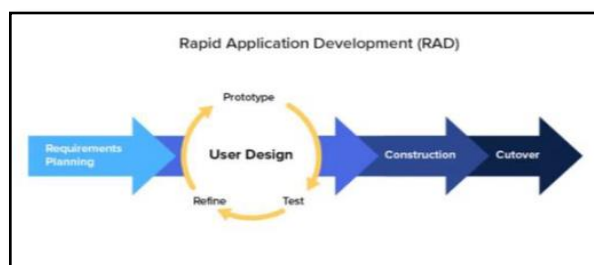 Rapid Application Development (RAD)
Prototype
Requirements
Planning
User Design
Construction
Cutover
Refine
Test